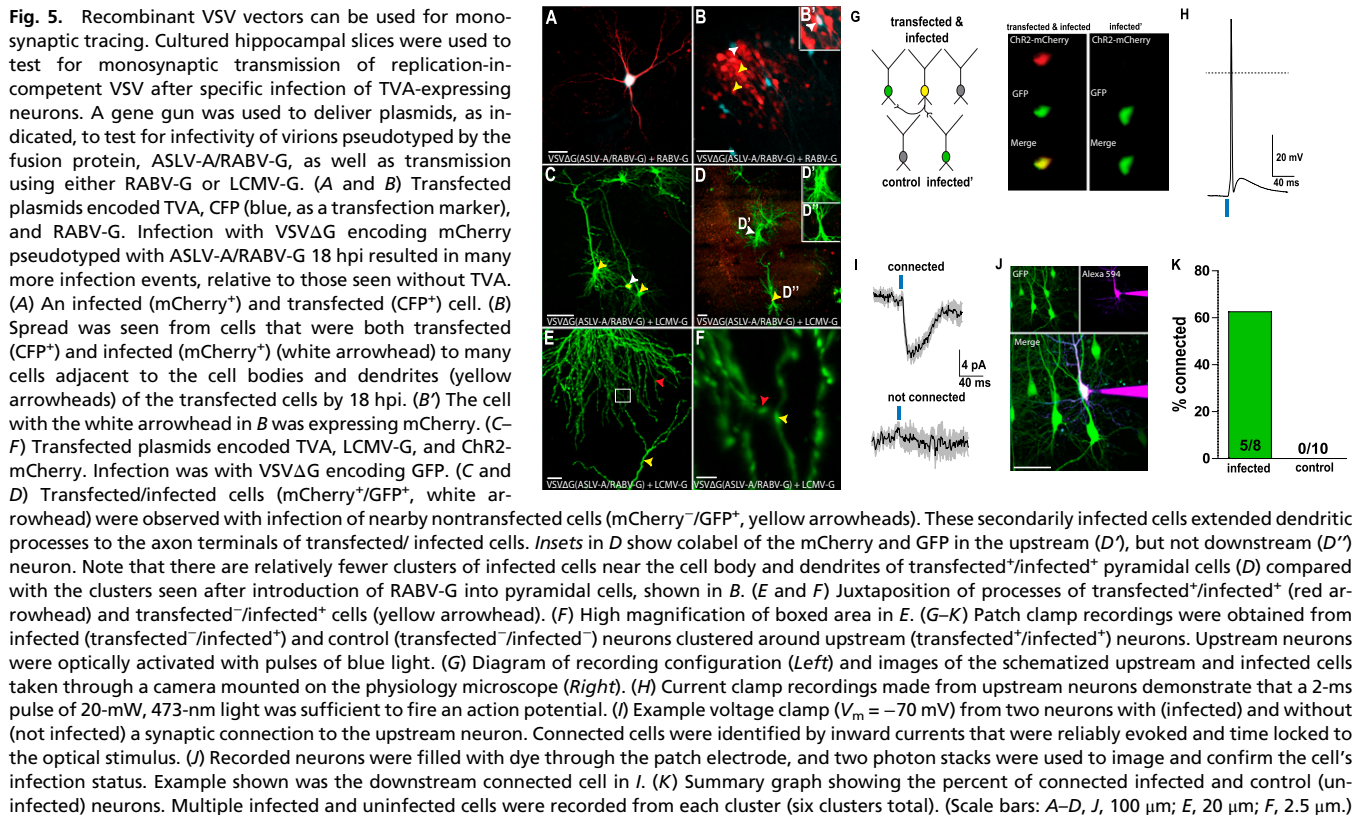 Fig. 5. Recombinant VSV vectors can be used for mono-
synaptic tracing. Cultured hippocampal slices were used to
test for monosynaptic transmission of replication-in-
competent VSV after specific infection of TVA-expressing
neurons. A gene gun was used to deliver plasmids, as in-
dicated, to test for infectivity of virions pseudotyped by the
fusion protein, ASLV-A/RABV-G, as well as transmission
using either RABV-G or LCMV-G. (A and B) Transfected
plasmids encoded TVA, CFP (blue, as a transfection marker),
and RABV-G. Infection with VSVΔG encoding mCherry
pseudotyped with ASLV-A/RABV-G 18 hpi resulted in many
more infection events, relative to those seen without TVA.
(A) An infected (mCherry⁺) and transfected (CFP⁺) cell. (B)
Spread was seen from cells that were both transfected
(CFP⁺) and infected (mCherry⁺) (white arrowhead) to many
cells adjacent to the cell bodies and dendrites (yellow
arrowheads) of the transfected cells by 18 hpi. (B′) The cell
with the white arrowhead in B was expressing mCherry. (C–
F) Transfected plasmids encoded TVA, LCMV-G, and ChR2-
mCherry. Infection was with VSVΔG encoding GFP. (C and
D) Transfected/infected cells (mCherry⁺/GFP⁺, white ar-
rowhead) were observed with infection of nearby nontransfected cells (mCherry⁻/GFP⁺, yellow arrowheads). These secondarily infected cells extended dendritic
processes to the axon terminals of transfected/ infected cells. Insets in D show colabel of the mCherry and GFP in the upstream (D′), but not downstream (D′′)
neuron. Note that there are relatively fewer clusters of infected cells near the cell body and dendrites of transfected⁺/infected⁺ pyramidal cells (D) compared
with the clusters seen after introduction of RABV-G into pyramidal cells, shown in B. (E and F) Juxtaposition of processes of transfected⁺/infected⁺ (red ar-
rowhead) and transfected⁻/infected⁺ cells (yellow arrowhead). (F) High magnification of boxed area in E. (G–K) Patch clamp recordings were obtained from
infected (transfected⁻/infected⁺) and control (transfected⁻/infected⁻) neurons clustered around upstream (transfected⁺/infected⁺) neurons. Upstream neurons
were optically activated with pulses of blue light. (G) Diagram of recording configuration (Left) and images of the schematized upstream and infected cells
taken through a camera mounted on the physiology microscope (Right). (H) Current clamp recordings made from upstream neurons demonstrate that a 2-ms
pulse of 20-mW, 473-nm light was sufficient to fire an action potential. (I) Example voltage clamp (Vm = −70 mV) from two neurons with (infected) and without
(not infected) a synaptic connection to the upstream neuron. Connected cells were identified by inward currents that were reliably evoked and time locked to
the optical stimulus. (J) Recorded neurons were filled with dye through the patch electrode, and two photon stacks were used to image and confirm the cell's
infection status. Example shown was the downstream connected cell in I. (K) Summary graph showing the percent of connected infected and control (un-
infected) neurons. Multiple infected and uninfected cells were recorded from each cluster (six clusters total). (Scale bars: A–D, J, 100 μm; E, 20 μm; F, 2.5 μm.)
A
VSVΔG(ASLV-A/RABV-G) + RABV-G
B
B'
VSVΔG(ASLV-A/RABV-G) + RABV-G
C
VSVΔG(ASLV-A/RABV-G) + LCMV-G
D
D'
D''
D'
D''
VSVΔG(ASLV-A/RABV-G) + LCMV-G
E
VSVΔG(ASLV-A/RABV-G) + LCMV-G
F
VSVΔG(ASLV-A/RABV-G) + LCMV-G
G
transfected &
infected
control infected'
transfected & infected
ChR2-mCherry
GFP
Merge
infected'
ChR2-mCherry
GFP
Merge
H
20 mV
40 ms
I
connected
4 pA
40 ms
not connected
J
GFP
Alexa 594
Merge
K
% connected
80
60
40
20
0
5/8
0/10
infected
control